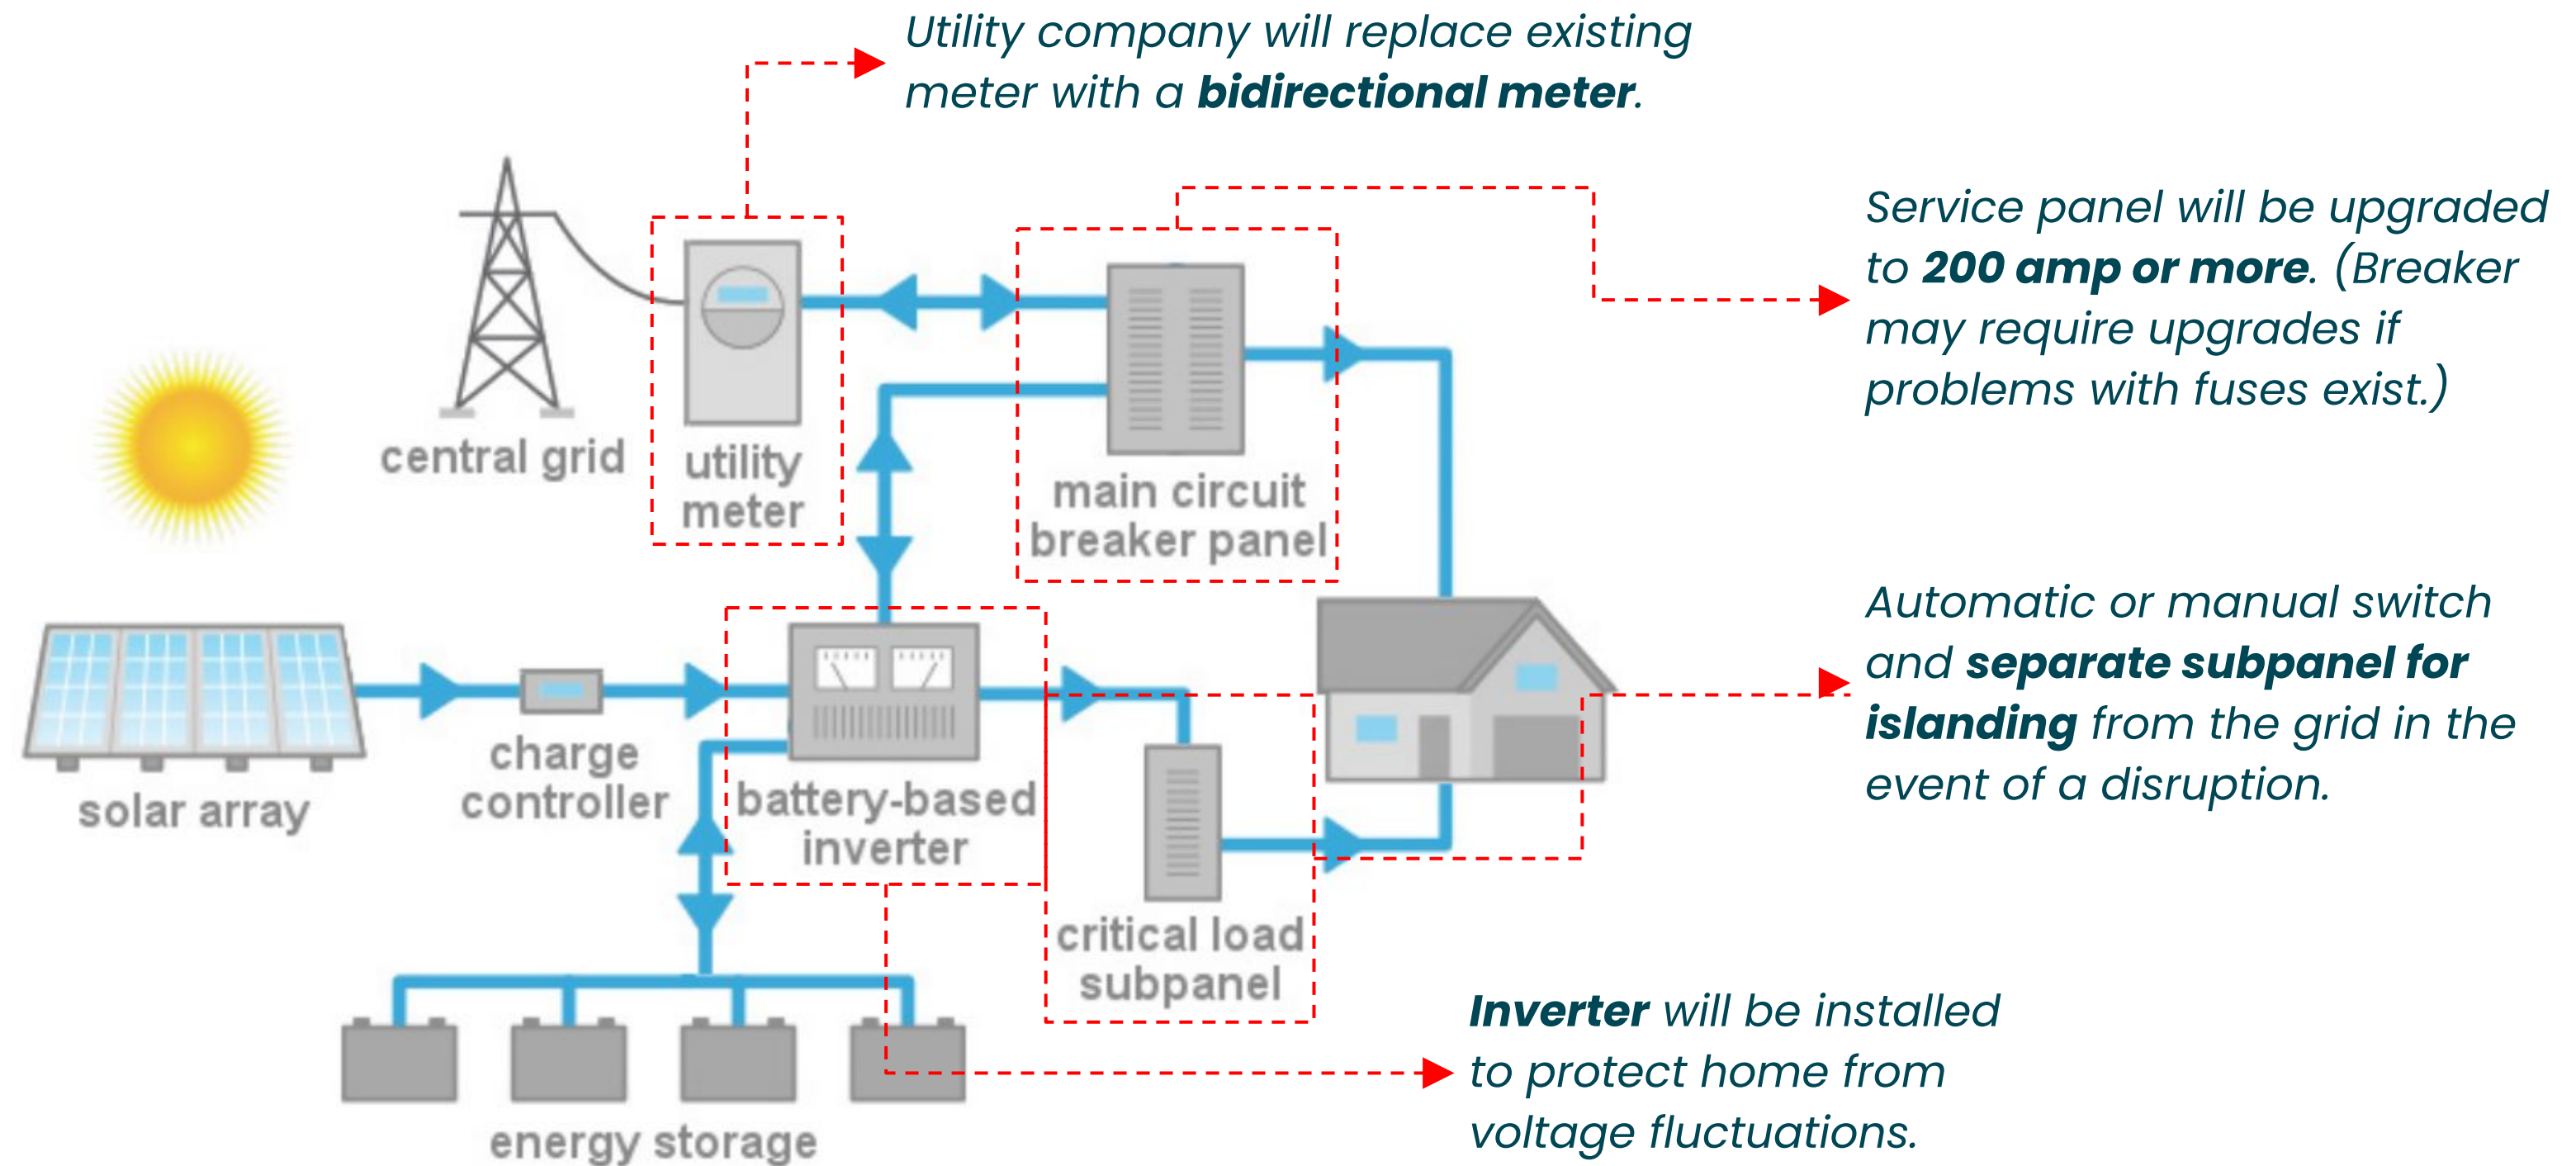 Utility company will replace existing
meter with a bidirectional meter.
Service panel will be upgraded
to 200 amp or more. (Breaker
may require upgrades if
problems with fuses exist.)
central grid
utility
meter
main circuit
breaker panel
Automatic or manual switch
and separate subpanel for
islanding from the grid in the
event of a disruption.
solar array
charge
controller
battery-based
inverter
critical load
subpanel
Inverter will be installed
to protect home from
voltage fluctuations.
energy storage